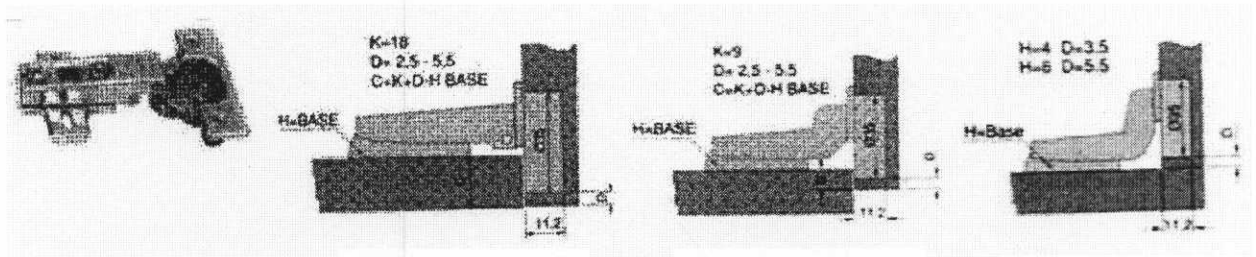 K=18
D= 2,5 - 5,5
C=K+D-H BASE
H=BASE
11,2
K=9
D= 2,5 - 5,5
C=K+D-H BASE
H=BASE
11,2
H=4 D=3.5
H=6 D=5.5
H=Base
11,2